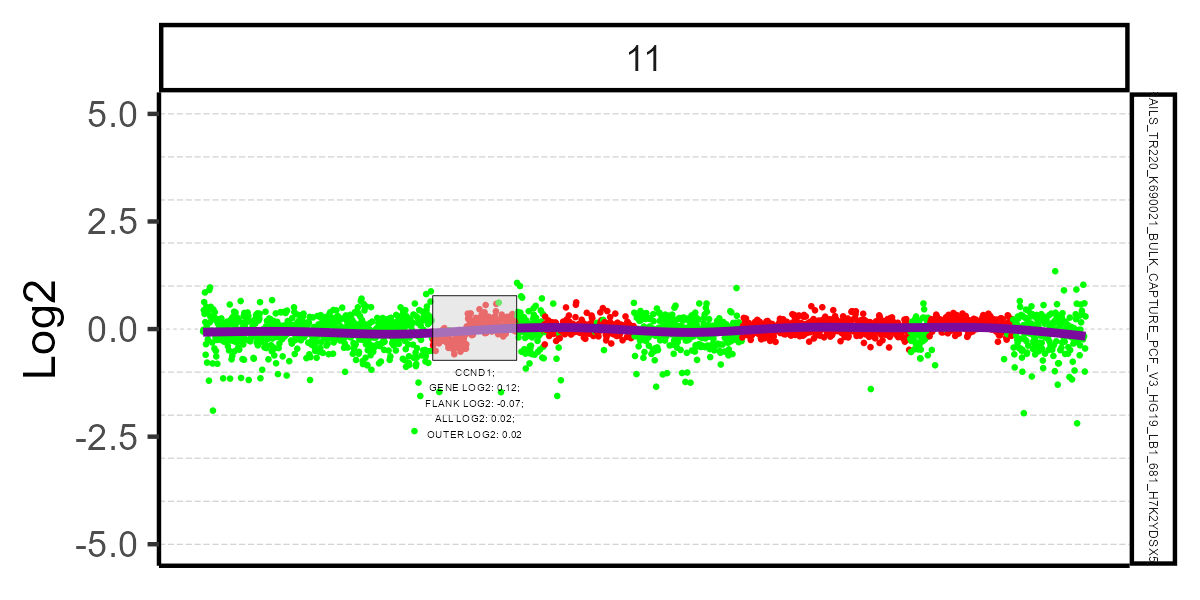 11
5.0
2.5
0.0
-2.5
-5.0
Log2
CCND1;
GENE LOG2: 0.12;
FLANK LOG2: -0.07;
ALL LOG2: 0.02;
OUTER LOG2: 0.02
AILS_TR220_K690021_BULK_CAPTURE_PCF_V3_HG19_LB1_681_H7K2YDSX5